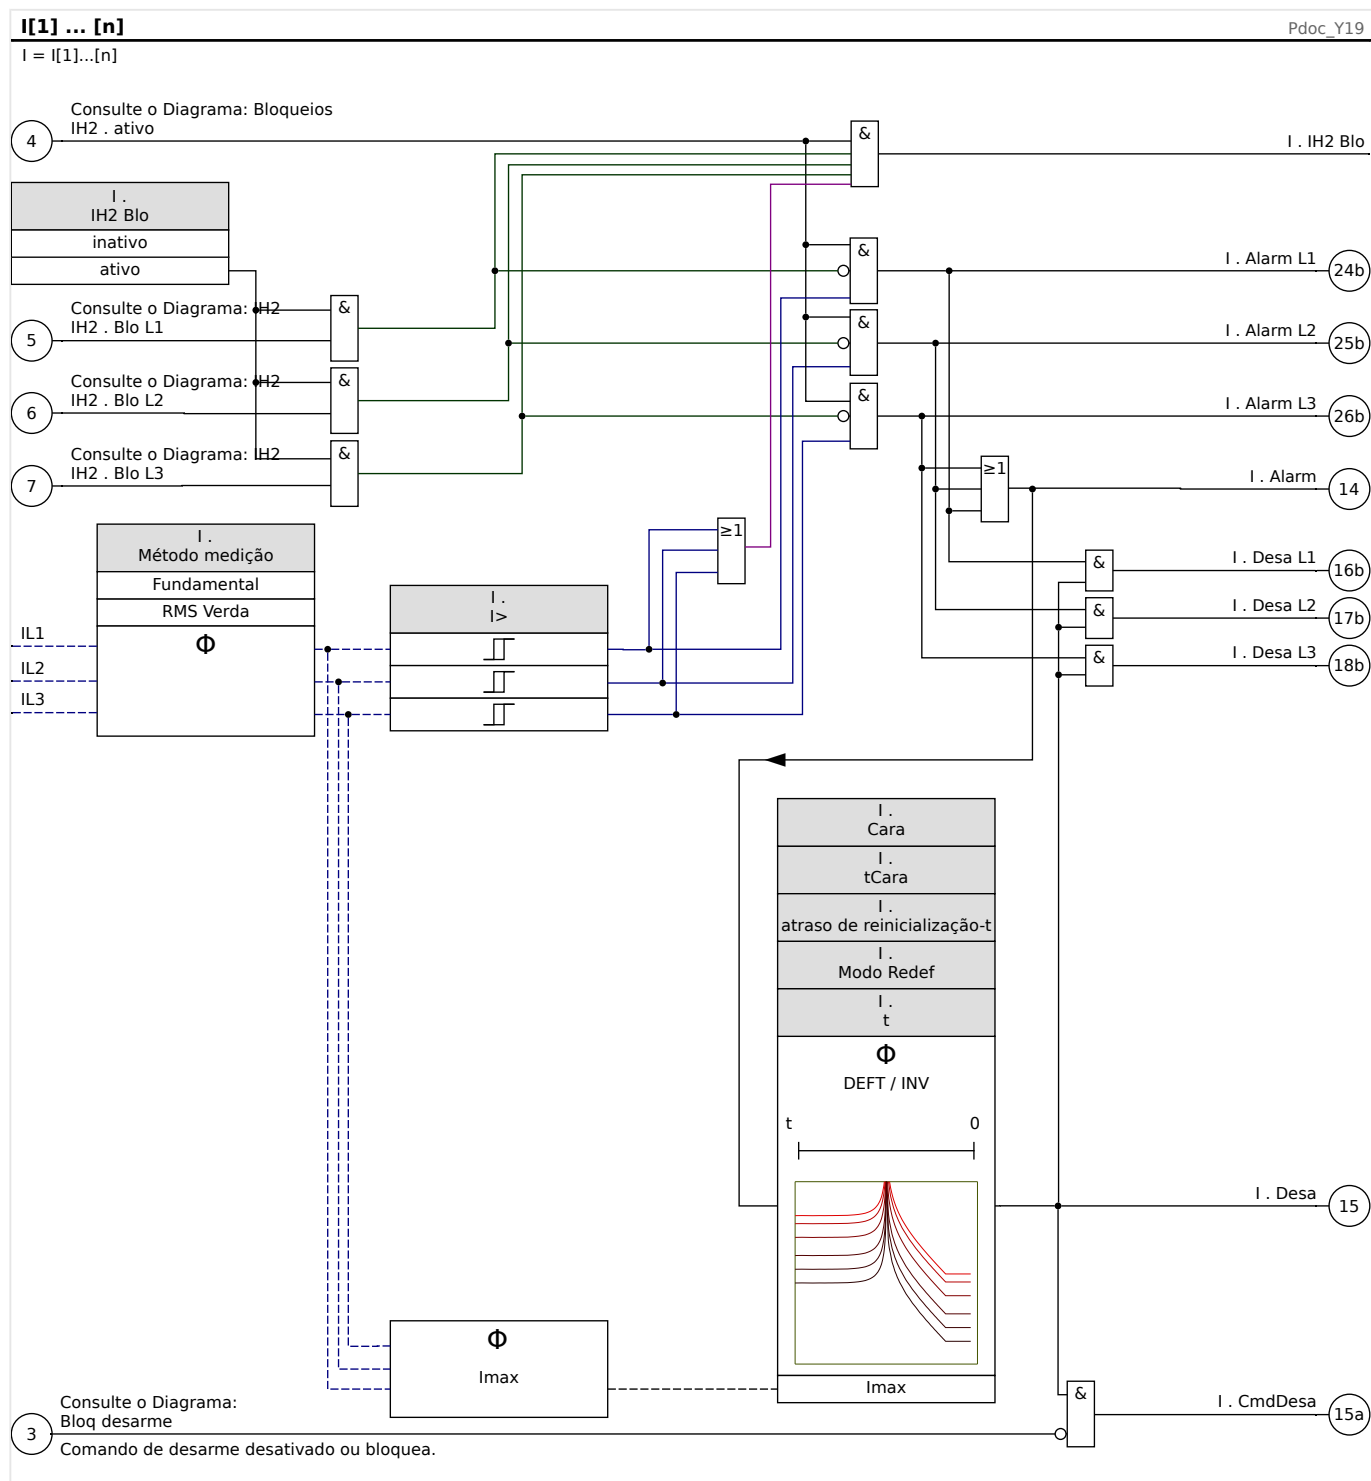 I[1] ... [n]
Pdoc_Y19
I = I[1]...[n]
Consulte o Diagrama: Bloqueios
IH2 . ativo
4
&
I . IH2 Blo
I .
IH2 Blo
inativo
ativo
&
I . Alarm L1
24b
Consulte o Diagrama: IH2
IH2 . Blo L1
5
&
&
I . Alarm L2
25b
Consulte o Diagrama: IH2
IH2 . Blo L2
6
&
&
I . Alarm L3
26b
Consulte o Diagrama: IH2
IH2 . Blo L3
7
&
≥1
I . Alarm
14
I .
Método medição
Fundamental
RMS Verda
Φ
≥1
&
I . Desa L1
16b
I .
I>
&
I . Desa L2
17b
IL1
IL2
IL3
&
I . Desa L3
18b
I .
Cara
I .
tCara
I .
atraso de reinicialização-t
I .
Modo Redef
I .
t
Φ
DEFT / INV
t
0
I . Desa
15
Φ
Imax
Imax
Consulte o Diagrama:
Bloq desarme
3
Comando de desarme desativado ou bloquea.
&
I . CmdDesa
15a